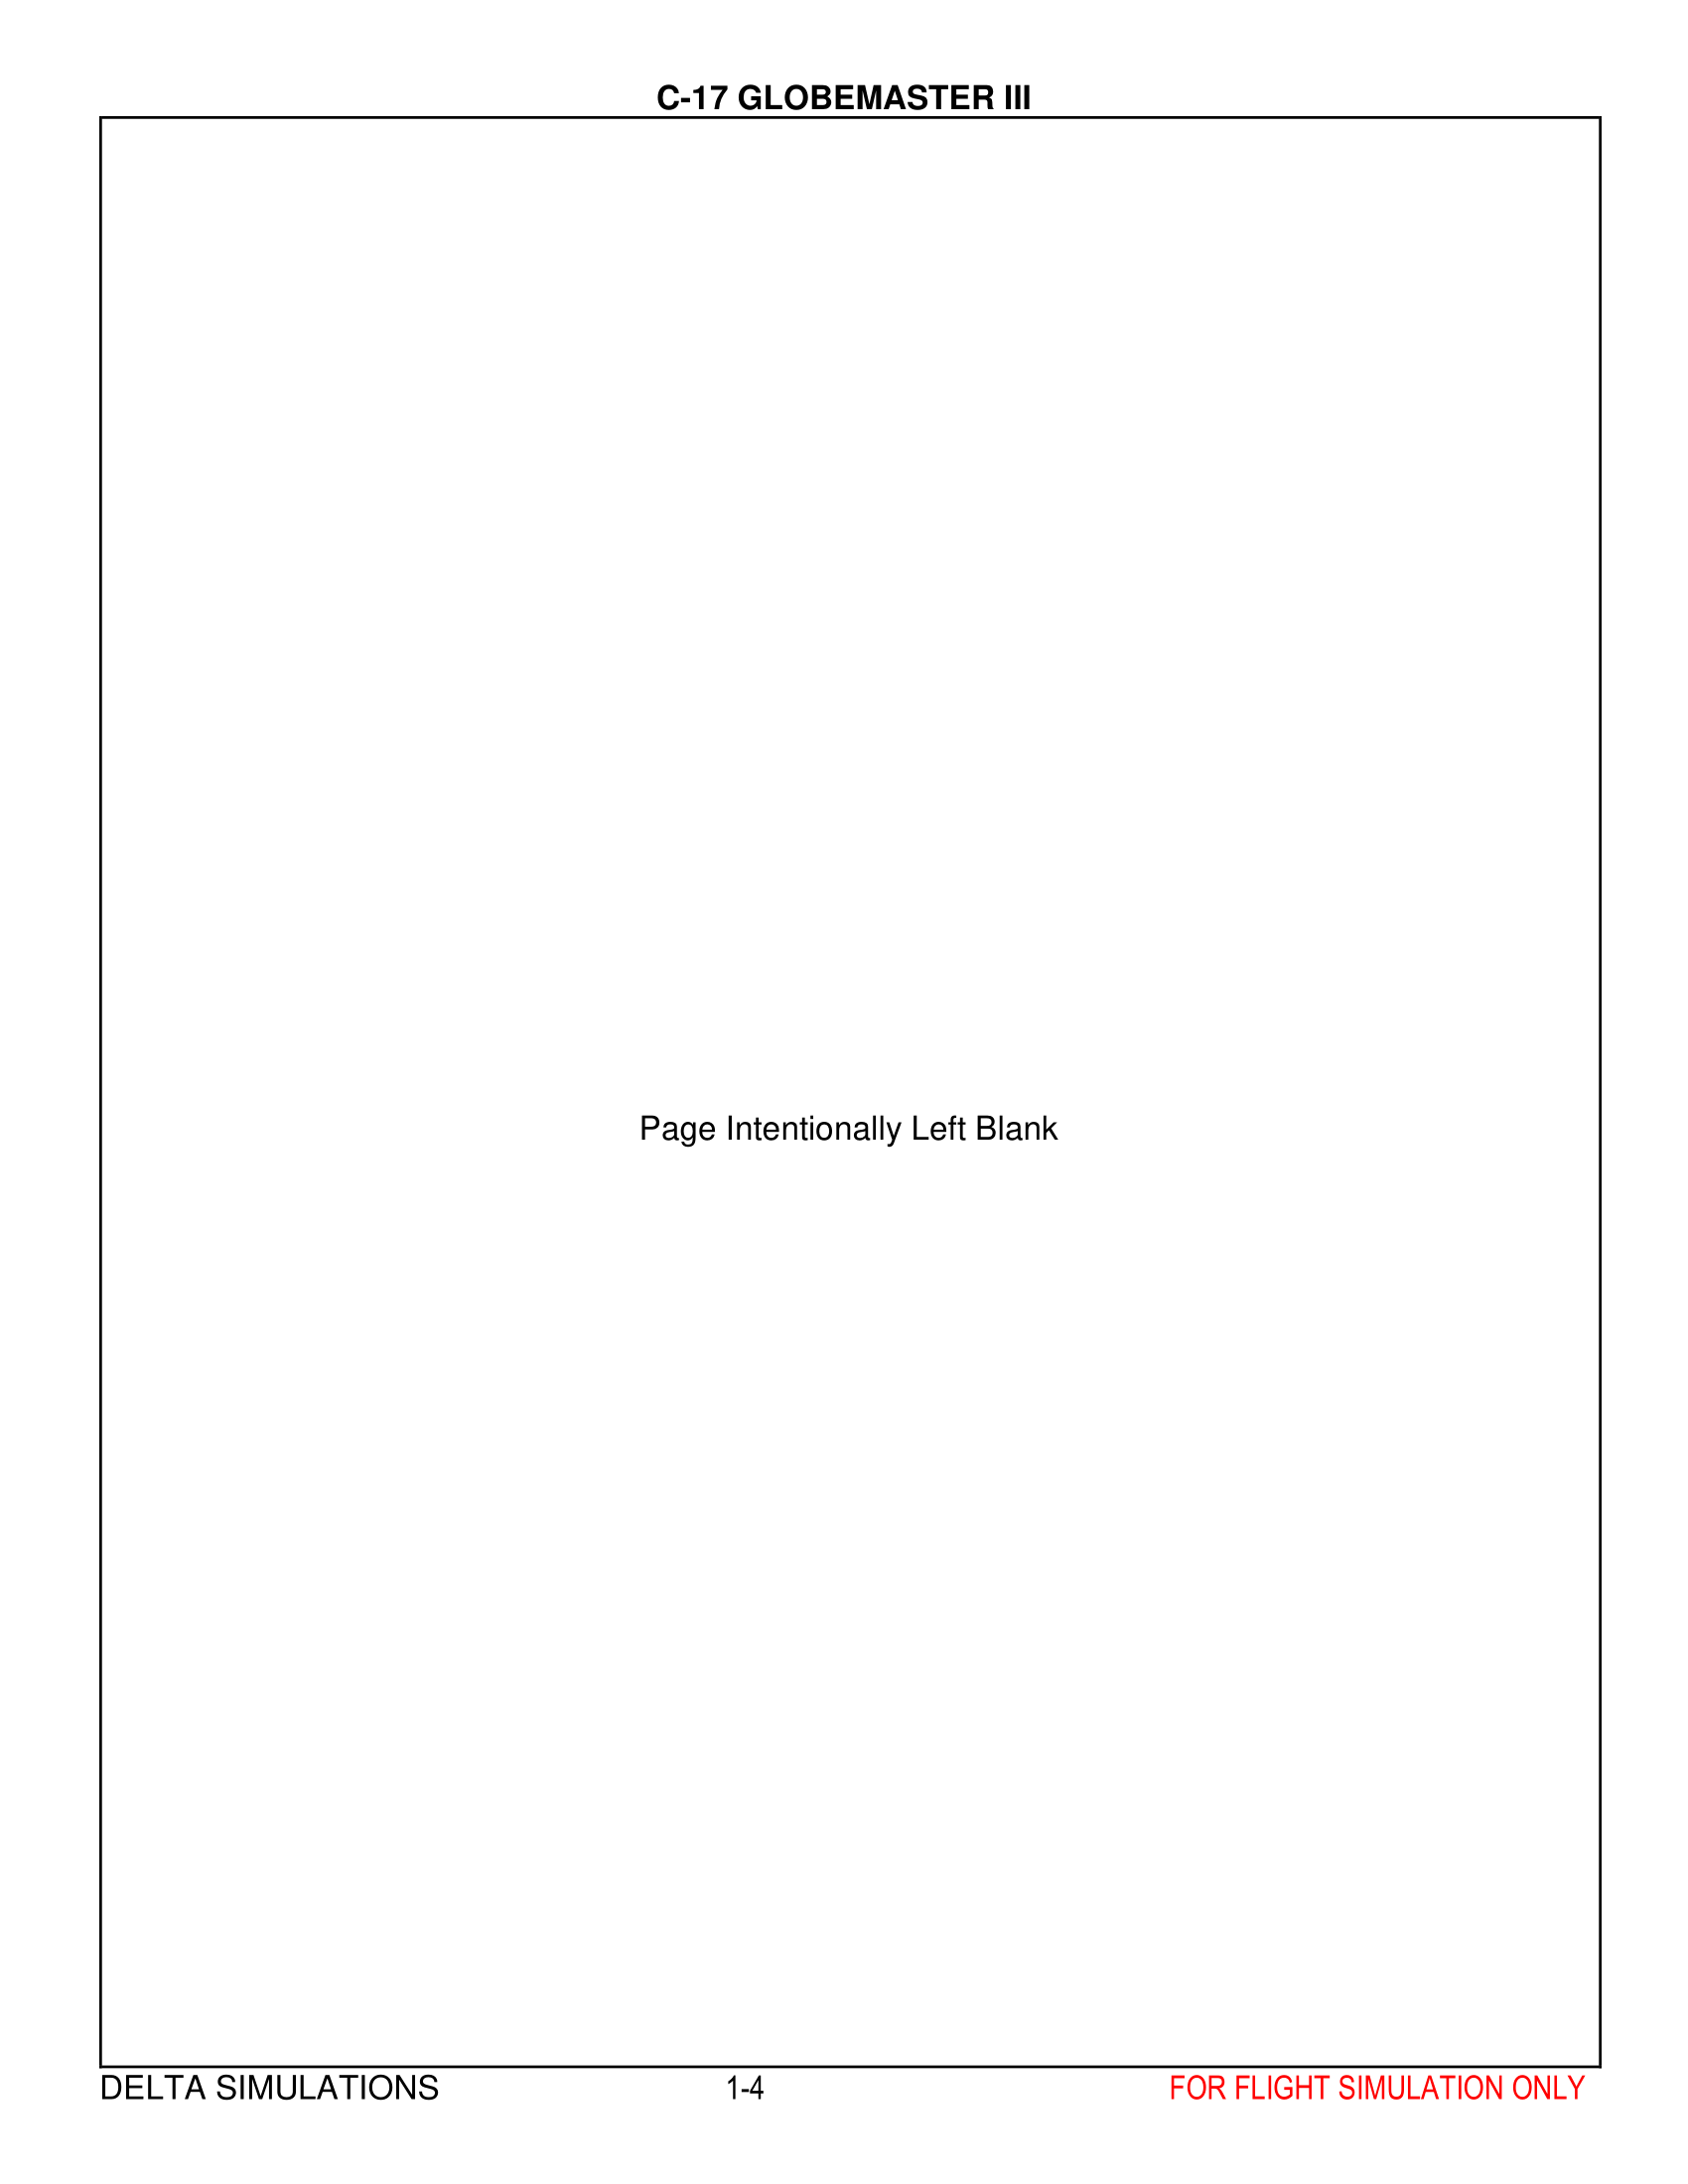 C-17 GLOBEMASTER III
Page Intentionally Left Blank
DELTA SIMULATIONS 1-4 FOR FLIGHT SIMULATION ONLY